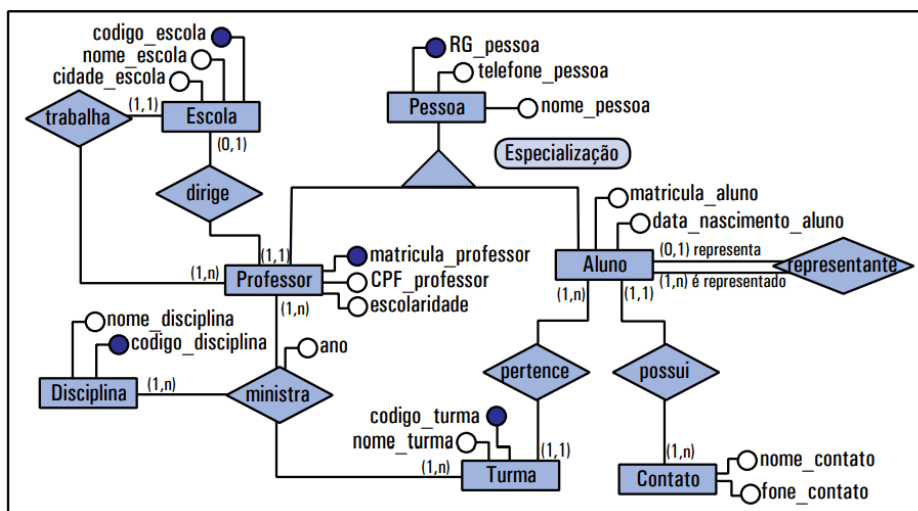 codigo_escola
nome_escola
cidade_escola
RG_pessoa
telefone_pessoa
nome_pessoa
trabalha
(1,1)
Escola
Pessoa
(0,1)
Especialização
dirige
matricula_aluno
data_nascimento_aluno
(1,1)
(1,n)
Professor
matricula_professor
CPF_professor
escolaridade
(1,n)
Aluno
(0,1) representa
(1,n) é representado
representante
(1,n)
(1,1)
nome_disciplina
codigo_disciplina
ano
Disciplina
(1,n)
ministra
pertence
possui
codigo_turma
nome_turma
(1,n)
Turma
(1,1)
(1,n)
Contato
nome_contato
fone_contato